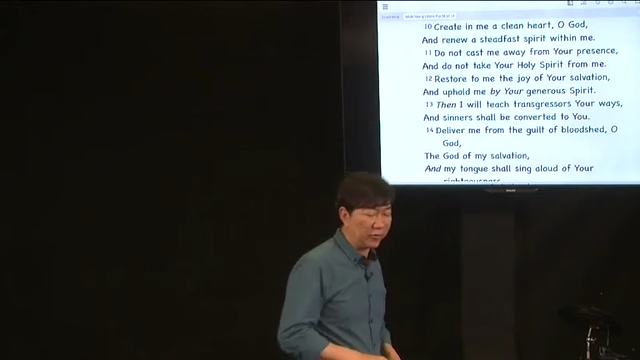 10 Create in me a clean heart, O God,
And renew a steadfast spirit within me.
11 Do not cast me away from Your presence,
And do not take Your Holy Spirit from me.
12 Restore to me the joy of Your salvation,
And uphold me by Your generous Spirit.
13 Then I will teach transgressors Your ways,
And sinners shall be converted to You.
14 Deliver me from the guilt of bloodshed, O
God,
The God of my salvation,
And my tongue shall sing aloud of Your
righteousness